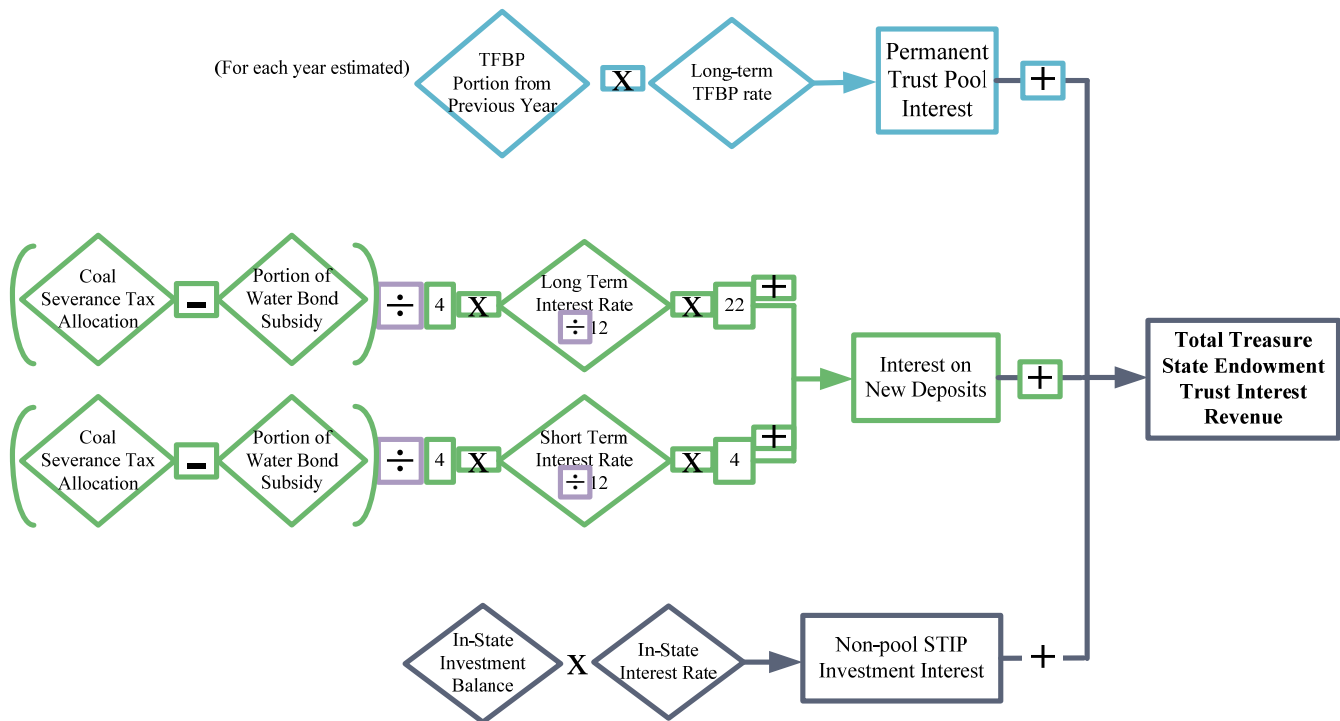 (For each year estimated)
TFBP
Portion from
Previous Year
X
Long-term
TFBP rate
Permanent
Trust Pool
Interest
+
(
Coal
Severance Tax
Allocation
-
Portion of
Water Bond
Subsidy
)
÷
4
X
Long Term
Interest Rate
÷ 12
X
22
+
(
Coal
Severance Tax
Allocation
-
Portion of
Water Bond
Subsidy
)
÷
4
X
Short Term
Interest Rate
÷ 12
X
4
+
Interest on
New Deposits
+
Total Treasure
State Endowment
Trust Interest
Revenue
In-State
Investment
Balance
X
In-State
Interest Rate
Non-pool STIP
Investment Interest
+